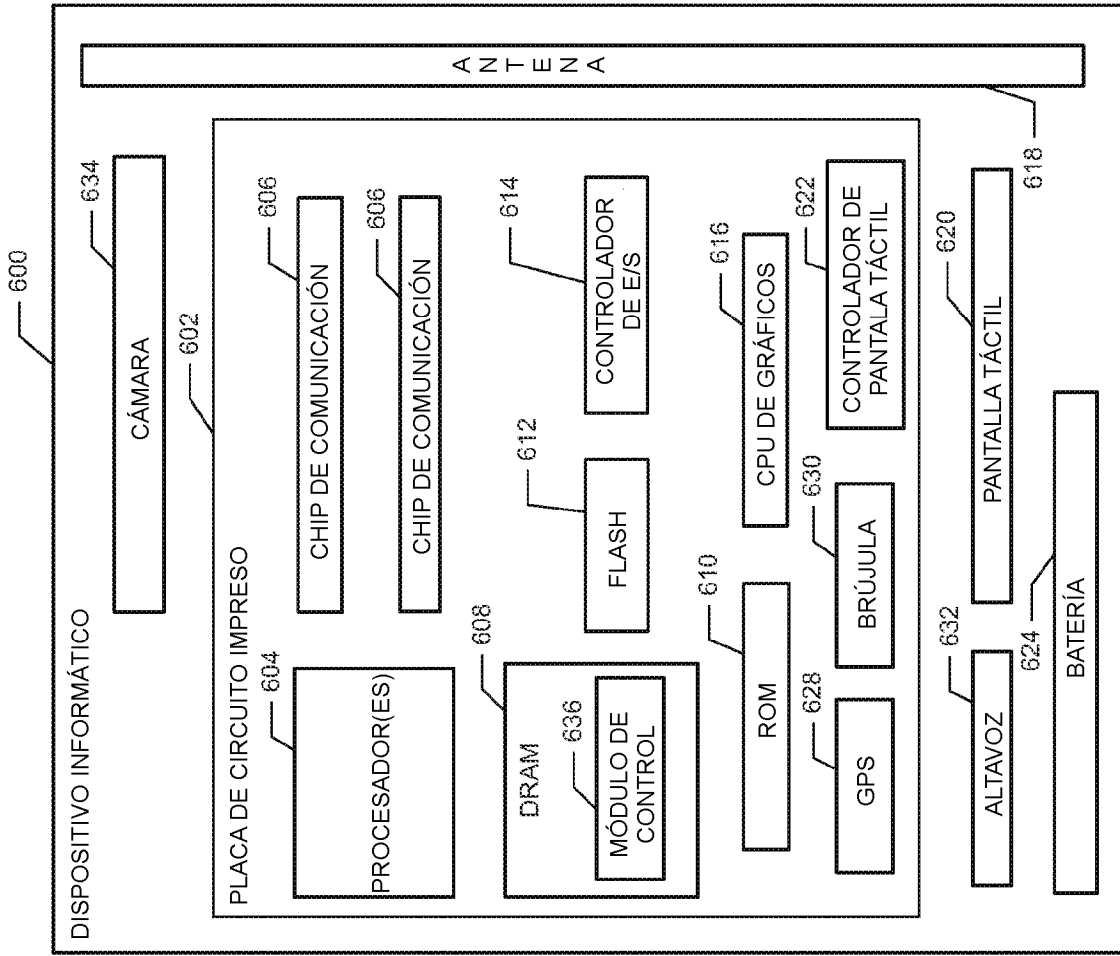 600
DISPOSITIVO INFORMÁTICO
634
CÁMARA
602
PLACA DE CIRCUITO IMPRESO
604
PROCESADOR(ES)
606
CHIP DE COMUNICACIÓN
606
CHIP DE COMUNICACIÓN
608
DRAM
636
MÓDULO DE
CONTROL
612
FLASH
614
CONTROLADOR
DE E/S
610
ROM
616
CPU DE GRÁFICOS
628
GPS
630
BRÚJULA
622
CONTROLADOR DE
PANTALA TÁCTIL
632
ALTAVOZ
620
PANTALLA TÁCTIL
624
BATERÍA
618
ANTENA